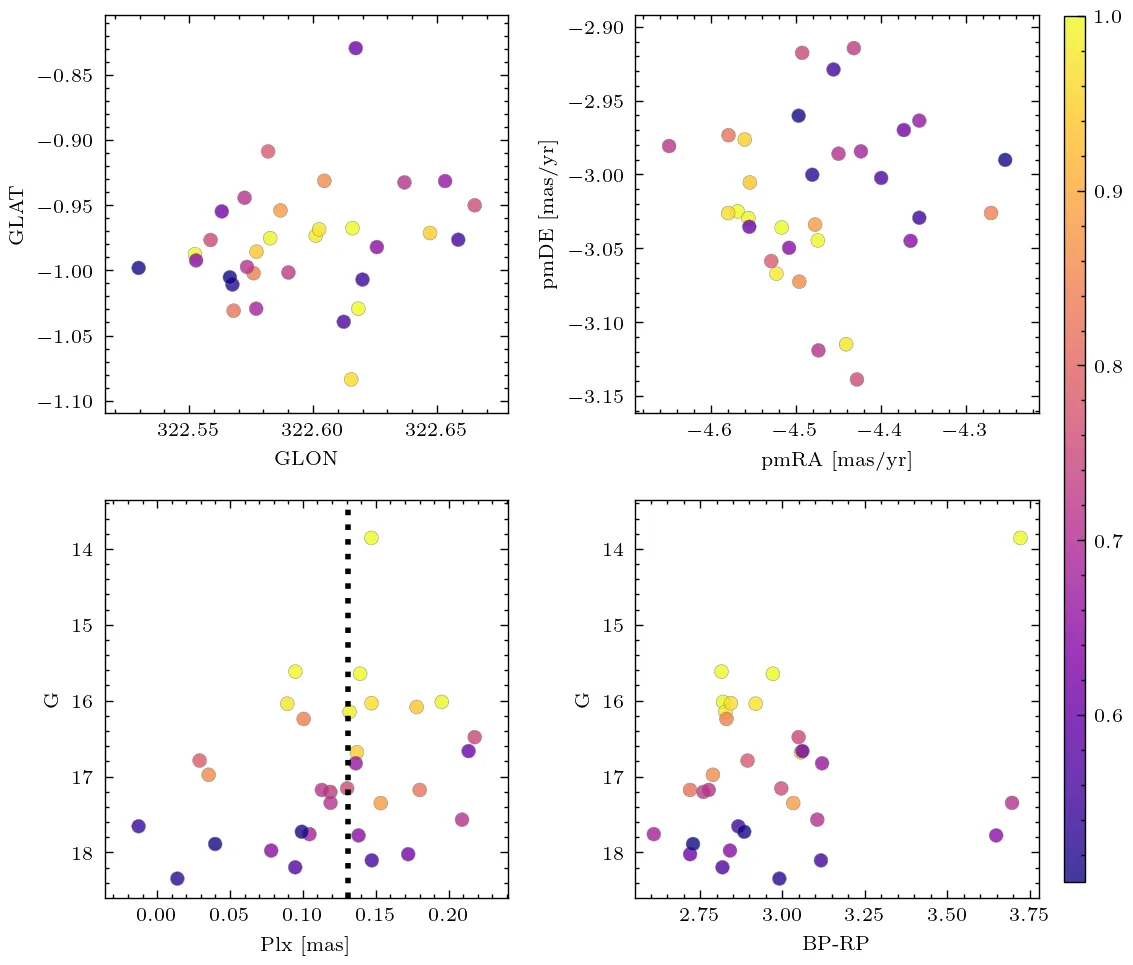 −0.85
−0.90
−0.95
−1.00
−1.05
−1.10
GLAT
322.55 322.60 322.65
GLON
−2.90
−2.95
−3.00
−3.05
−3.10
−3.15
pmDE [mas/yr]
−4.6 −4.5 −4.4 −4.3
pmRA [mas/yr]
14
15
16
17
18
G
0.00 0.05 0.10 0.15 0.20
Plx [mas]
14
15
16
17
18
G
2.75 3.00 3.25 3.50 3.75
BP-RP
1.0
0.9
0.8
0.7
0.6